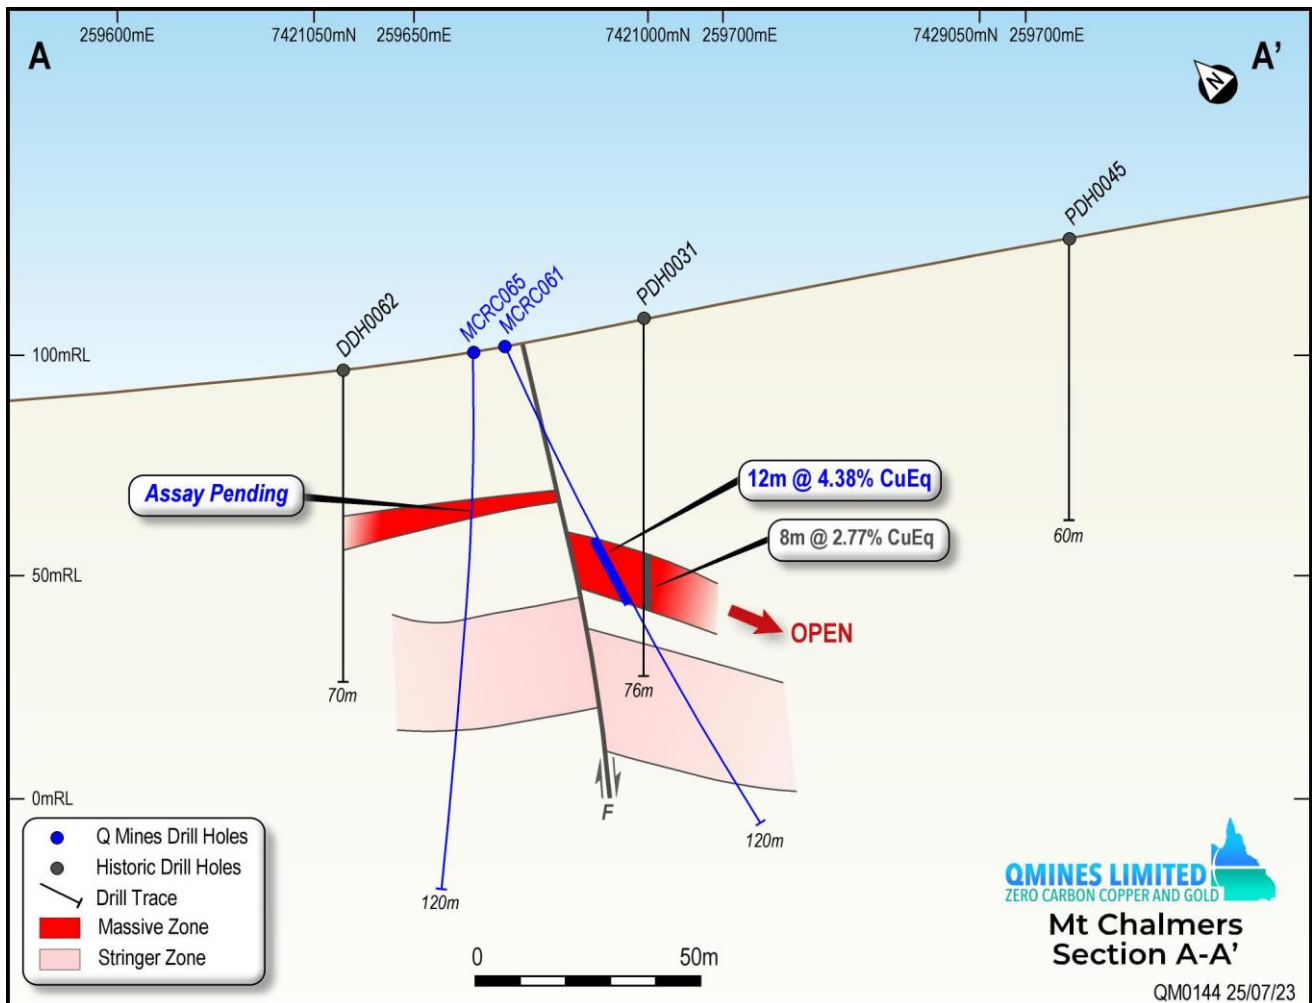 259600mE
7421050mN
259650mE
7421000mN
259700mE
7429050mN
259700mE
A
A'
N
PDH0045
PDH0031
MCRC061
MCRC065
DDH0062
100mRL
12m @ 4.38% CuEq
Assay Pending
8m @ 2.77% CuEq
60m
50mRL
OPEN
70m
76m
0mRL
F
120m
120m
Q Mines Drill Holes
Historic Drill Holes
Drill Trace
Massive Zone
Stringer Zone
0
50m
QMINES LIMITED
ZERO CARBON COPPER AND GOLD
Mt Chalmers
Section A-A'
QM0144 25/07/23